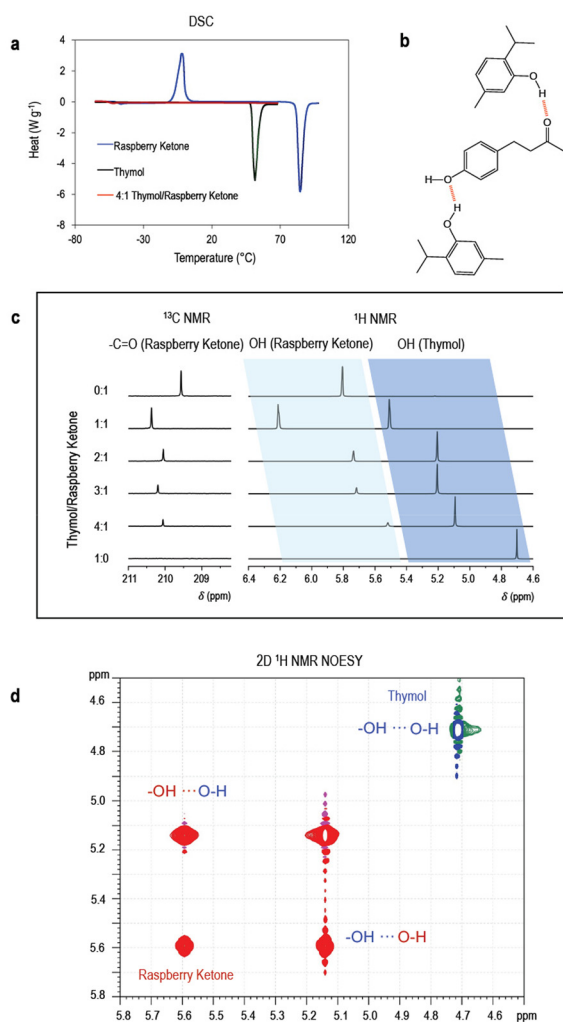 DSC
a
4
2
0
-2
-4
-6
-8
Heat (W g⁻¹)
Raspberry Ketone
Thymol
4:1 Thymol/Raspberry Ketone
-80 -30 20 70 120
Temperature (°C)
b
O
H
O
H O
H
O
c
¹³C NMR
-C=O (Raspberry Ketone)
¹H NMR
OH (Raspberry Ketone) OH (Thymol)
Thymol/Raspberry Ketone
0:1
1:1
2:1
3:1
4:1
1:0
211 210 209
δ (ppm)
6.4 6.2 6.0 5.8 5.6 5.4 5.2 5.0 4.8 4.6
δ (ppm)
2D ¹H NMR NOESY
d
ppm
4.6
4.8
5.0
5.2
5.4
5.6
5.8
Thymol
-OH ··· O-H
-OH ··· O-H
-OH ··· O-H
Raspberry Ketone
5.8 5.7 5.6 5.5 5.4 5.3 5.2 5.1 5.0 4.9 4.8 4.7 4.6 ppm